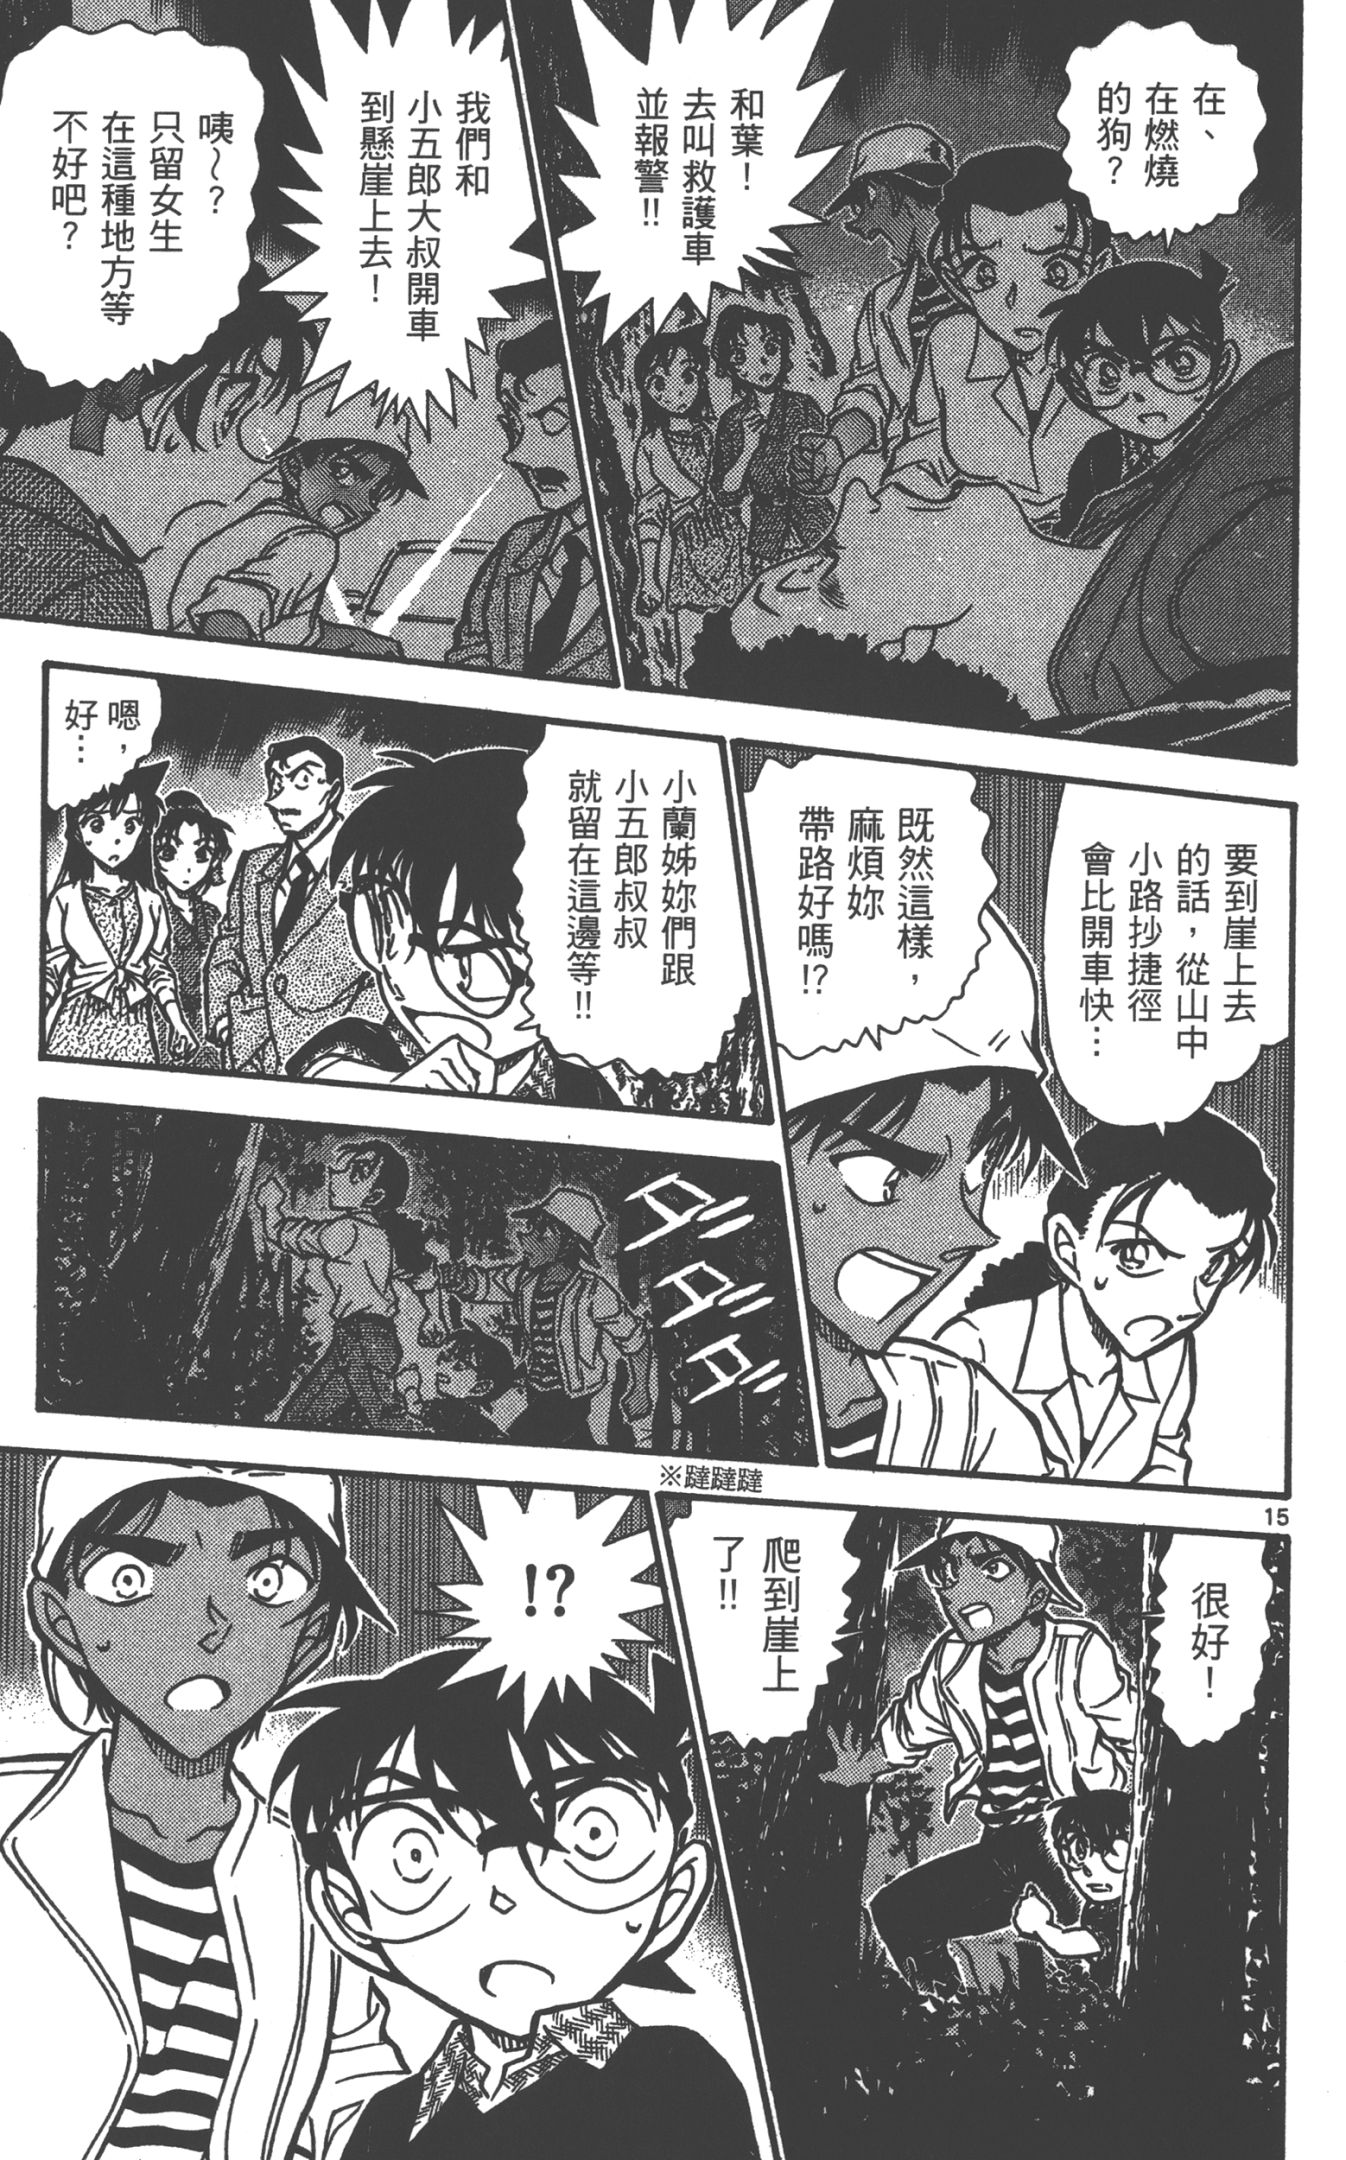 在、
在燃燒
的狗？
和葉！
去叫救護車
並報警!!
我們和
小五郎大叔開車
到懸崖上去！
咦～？
只留女生
在這種地方等
不好吧？
要到崖上去
的話，從山中
小路抄捷徑
會比開車快…
既然這樣，
麻煩妳
帶路好嗎!?
小蘭姊妳們跟
小五郎叔叔
就留在這邊等!!
嗯，
好…
ダダダ
※躂躂躂
15
很好！
爬到崖上
了!!
!?